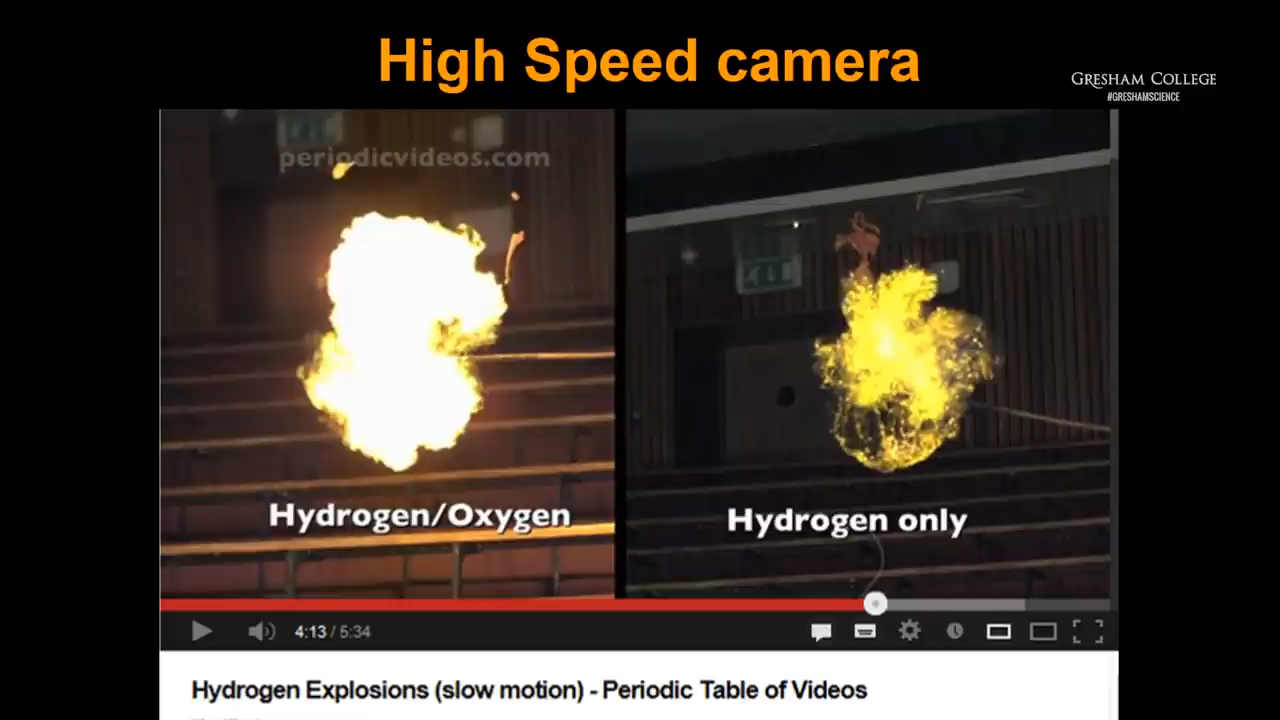 High Speed camera
GRESHAM COLLEGE
#GRESHAMSCIENCE
periodicvideos.com
Hydrogen/Oxygen
Hydrogen only
4:13 / 5:34
Hydrogen Explosions (slow motion) - Periodic Table of Videos